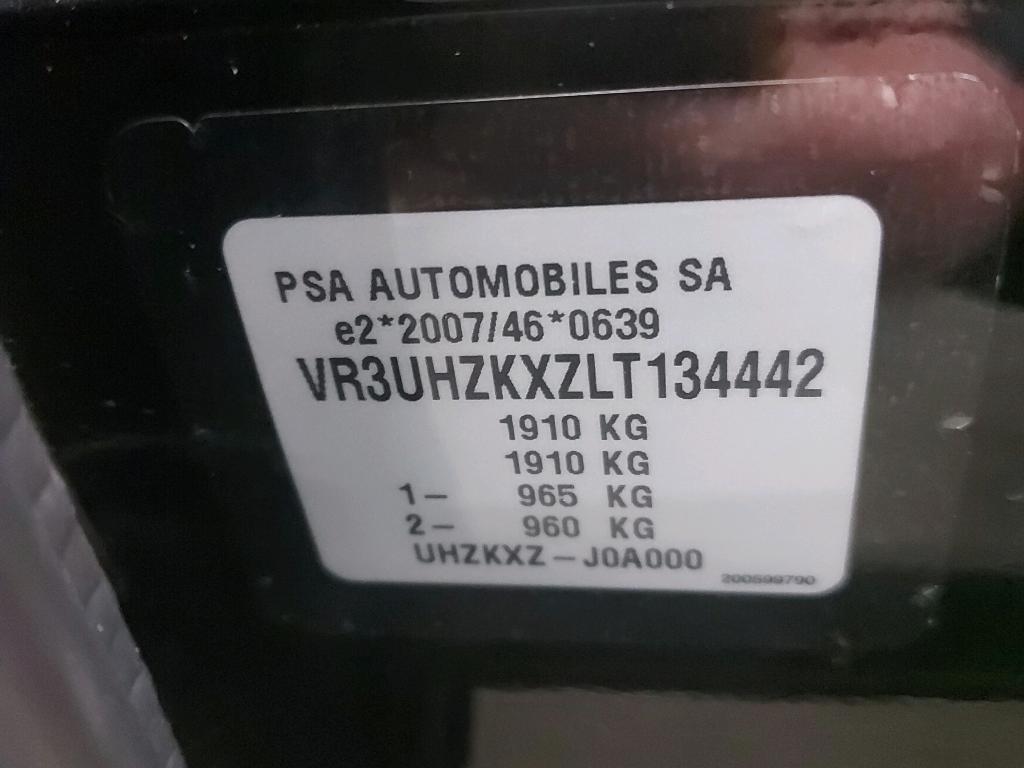 PSA AUTOMOBILES SA
e2*2007/46*0639
VR3UHZKXZLT134442
1910 KG
1910 KG
1- 965 KG
2- 960 KG
UHZKXZ-J0A000
200599790